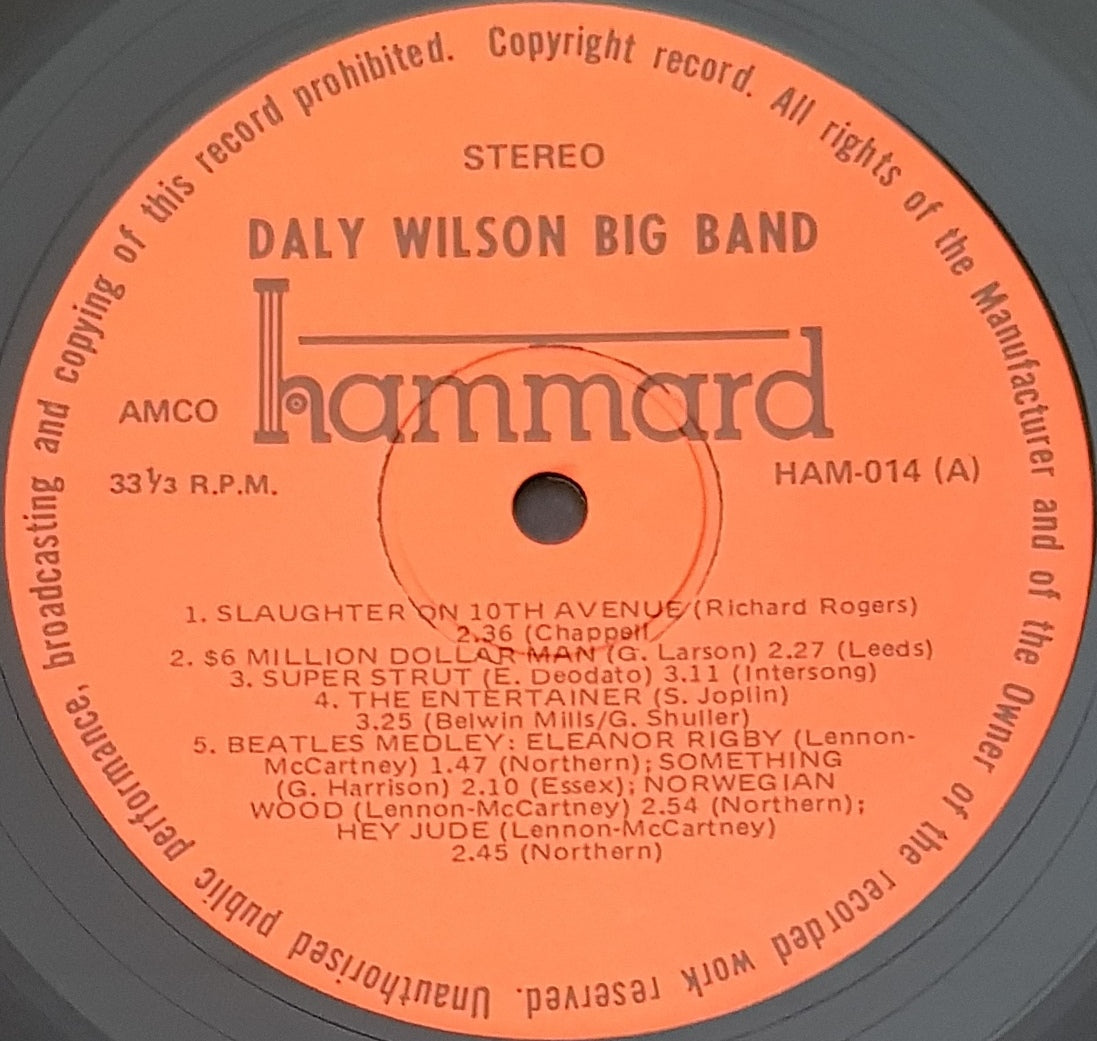 Unauthorised public performance, broadcasting and copying of this record prohibited. Copyright record. All rights of the Manufacturer and of the Owner of the recorded work reserved.
STEREO
DALY WILSON BIG BAND
hammard
AMCO
33⅓ R.P.M.
HAM-014 (A)
1. SLAUGHTER ON 10TH AVENUE (Richard Rogers)
2.36 (Chappell
2. $6 MILLION DOLLAR MAN (G. Larson) 2.27 (Leeds)
3. SUPER STRUT (E. Deodato) 3.11 (Intersong)
4. THE ENTERTAINER (S. Joplin)
3.25 (Belwin Mills/G. Shuller)
5. BEATLES MEDLEY: ELEANOR RIGBY (Lennon-
McCartney) 1.47 (Northern); SOMETHING
(G. Harrison) 2.10 (Essex); NORWEGIAN
WOOD (Lennon-McCartney) 2.54 (Northern);
HEY JUDE (Lennon-McCartney)
2.45 (Northern)